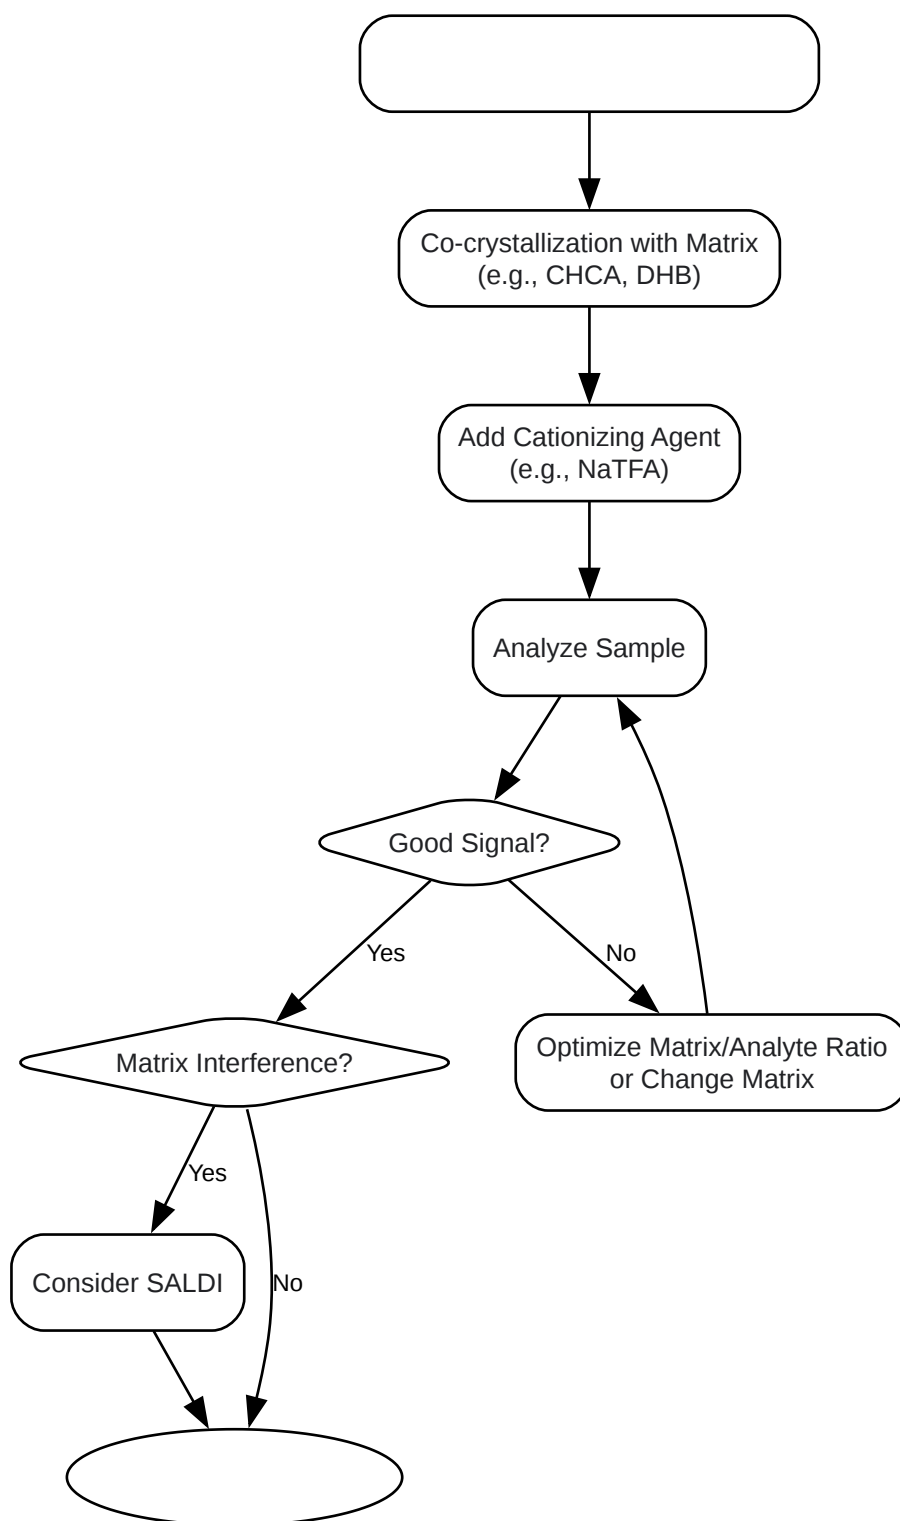 Co-crystallization with Matrix
(e.g., CHCA, DHB)
Add Cationizing Agent
(e.g., NaTFA)
Analyze Sample
Good Signal?
Yes
No
Matrix Interference?
Optimize Matrix/Analyte Ratio
or Change Matrix
Yes
Consider SALDI
No